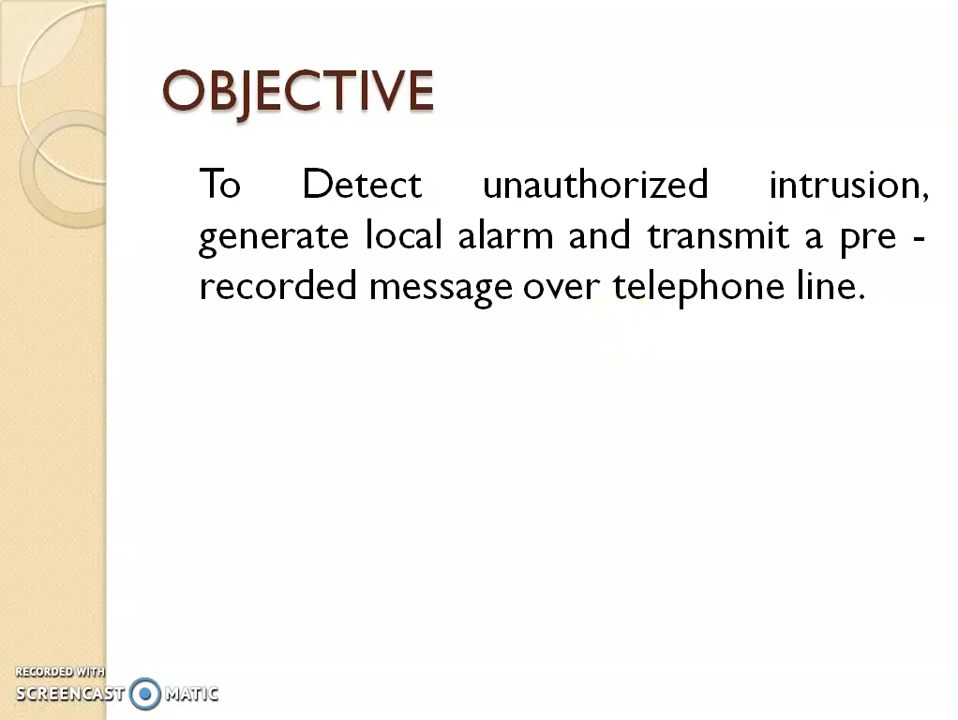 OBJECTIVE
To Detect unauthorized intrusion,
generate local alarm and transmit a pre -
recorded message over telephone line.
RECORDED WITH
SCREENCAST MATIC